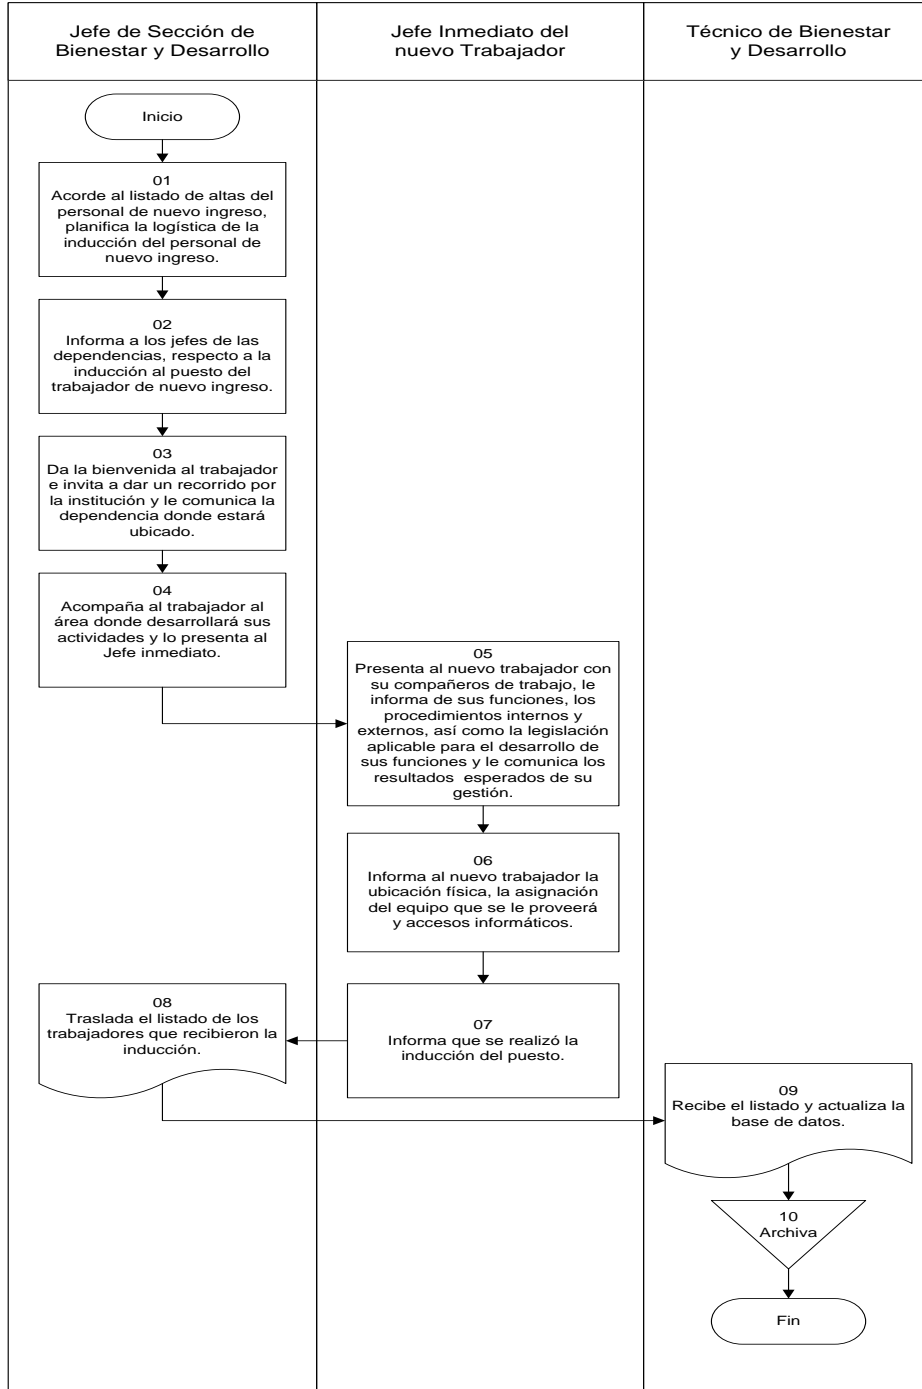 Jefe de Sección de
Bienestar y Desarrollo
Jefe Inmediato del
nuevo Trabajador
Técnico de Bienestar
y Desarrollo
Inicio
01
Acorde al listado de altas del
personal de nuevo ingreso,
planifica la logística de la
inducción del personal de
nuevo ingreso.
02
Informa a los jefes de las
dependencias, respecto a la
inducción al puesto del
trabajador de nuevo ingreso.
03
Da la bienvenida al trabajador
e invita a dar un recorrido por
la institución y le comunica la
dependencia donde estará
ubicado.
04
Acompaña al trabajador al
área donde desarrollará sus
actividades y lo presenta al
Jefe inmediato.
05
Presenta al nuevo trabajador con
su compañeros de trabajo, le
informa de sus funciones, los
procedimientos internos y
externos, así como la legislación
aplicable para el desarrollo de
sus funciones y le comunica los
resultados  esperados de su
gestión.
06
Informa al nuevo trabajador la
ubicación física, la asignación
del equipo que se le proveerá
y accesos informáticos.
07
Informa que se realizó la
inducción del puesto.
08
Traslada el listado de los
trabajadores que recibieron la
inducción.
09
Recibe el listado y actualiza la
base de datos.
10
Archiva
Fin